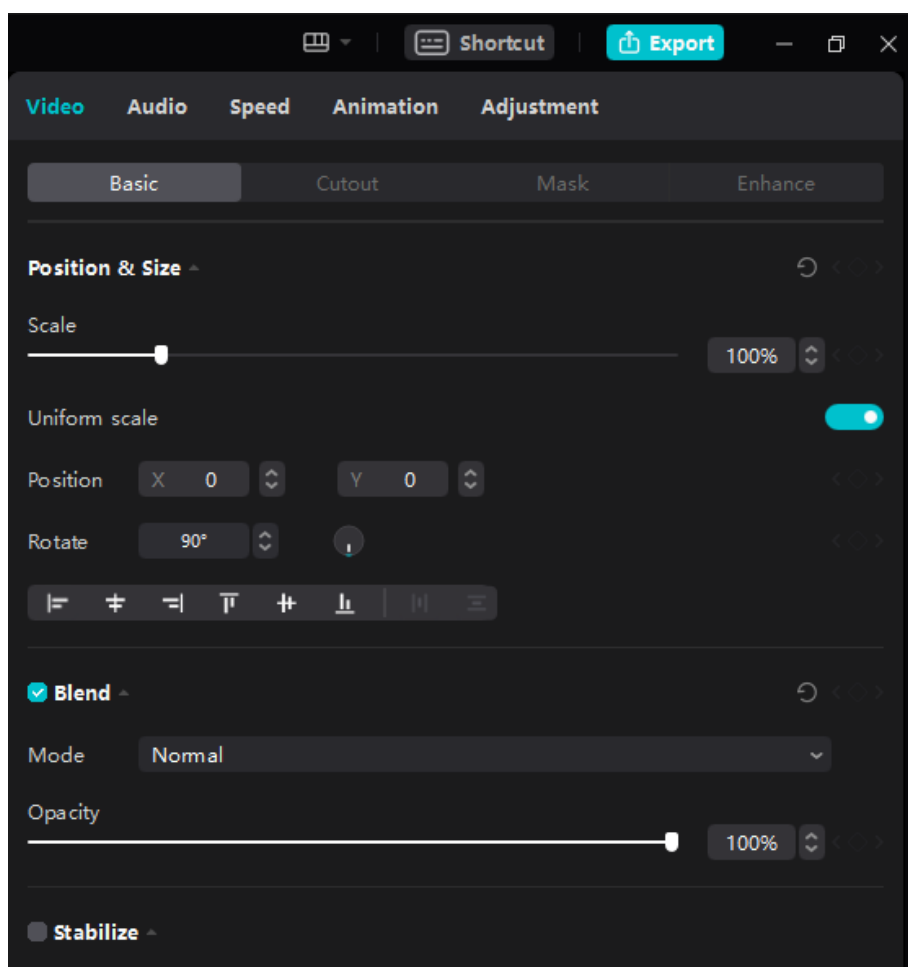 Shortcut Export
Video Audio Speed Animation Adjustment
Basic Cutout Mask Enhance
Position & Size
Scale
100%
Uniform scale
Position X 0 Y 0
Rotate 90°
Blend
Mode Normal
Opacity
100%
Stabilize